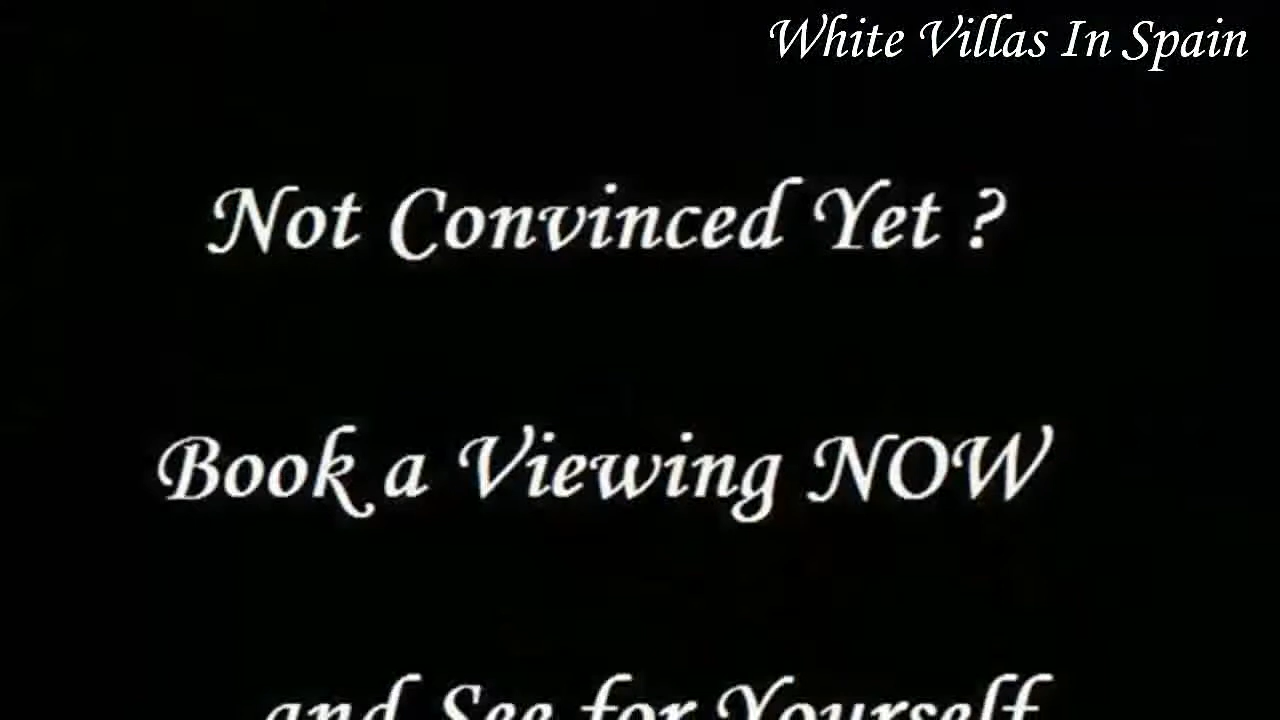 White Villas In Spain
Not Convinced Yet ?
Book a Viewing NOW
and See for Yourself